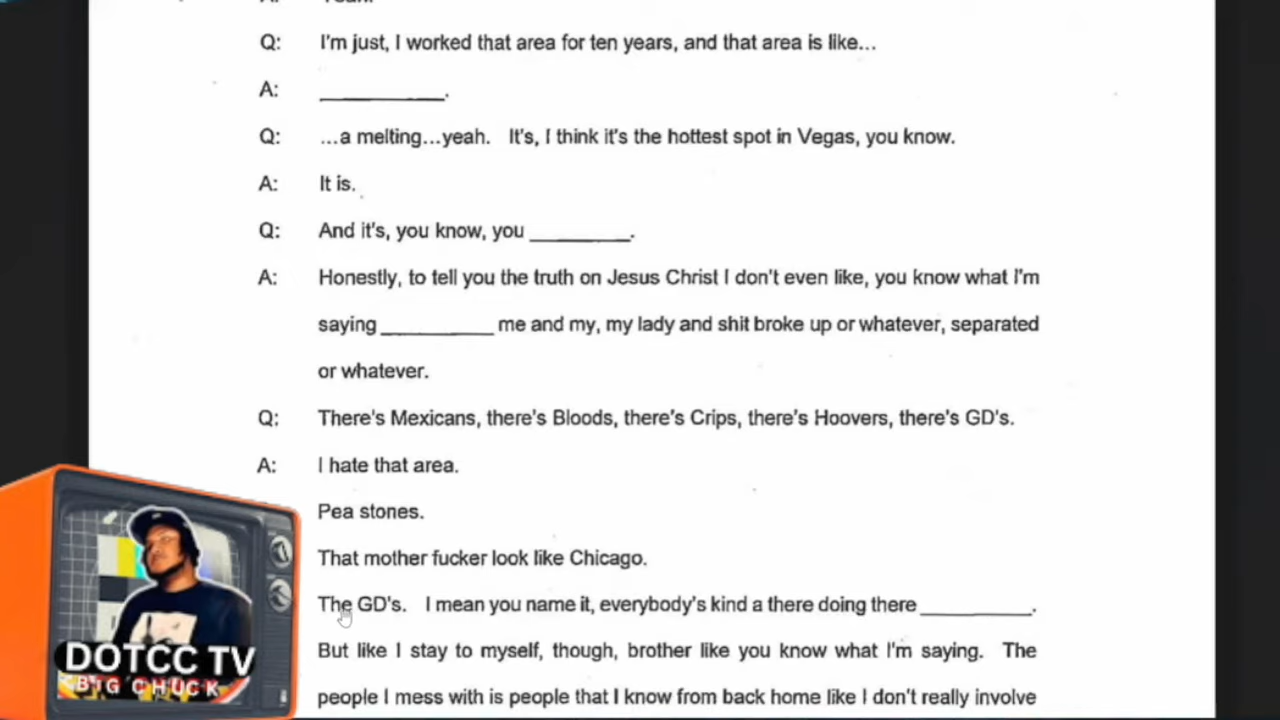 Q: I'm just, I worked that area for ten years, and that area is like...
A: __________.
Q: ...a melting...yeah. It's, I think it's the hottest spot in Vegas, you know.
A: It is.
Q: And it's, you know, you ________.
A: Honestly, to tell you the truth on Jesus Christ I don't even like, you know what I'm
saying _________ me and my, my lady and shit broke up or whatever, separated
or whatever.
Q: There's Mexicans, there's Bloods, there's Crips, there's Hoovers, there's GD's.
A: I hate that area.
Pea stones.
That mother fucker look like Chicago.
The GD's. I mean you name it, everybody's kind a there doing there _________.
But like I stay to myself, though, brother like you know what I'm saying. The
people I mess with is people that I know from back home like I don't really involve
DOTCC TV
BIG CHUCK